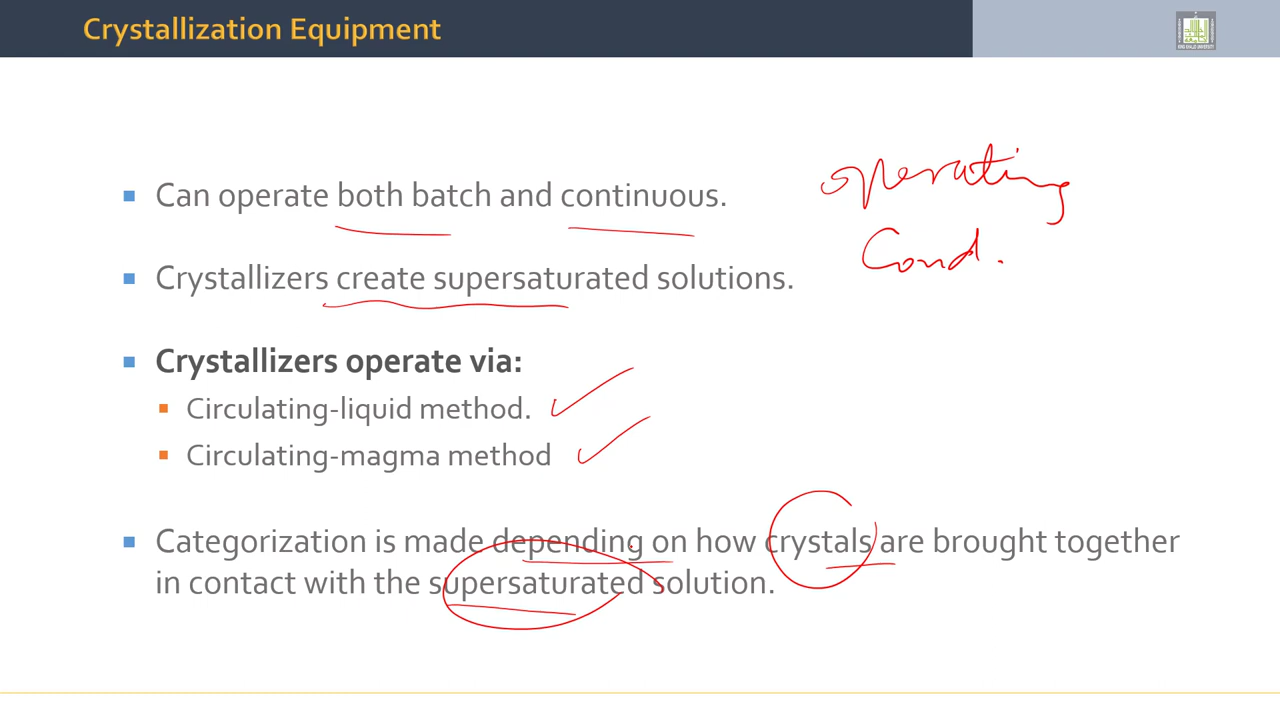 Crystallization Equipment
Can operate both batch and continuous.
operating
Cond.
Crystallizers create supersaturated solutions.
Crystallizers operate via:
Circulating-liquid method.
Circulating-magma method
Categorization is made depending on how crystals are brought together
in contact with the supersaturated solution.